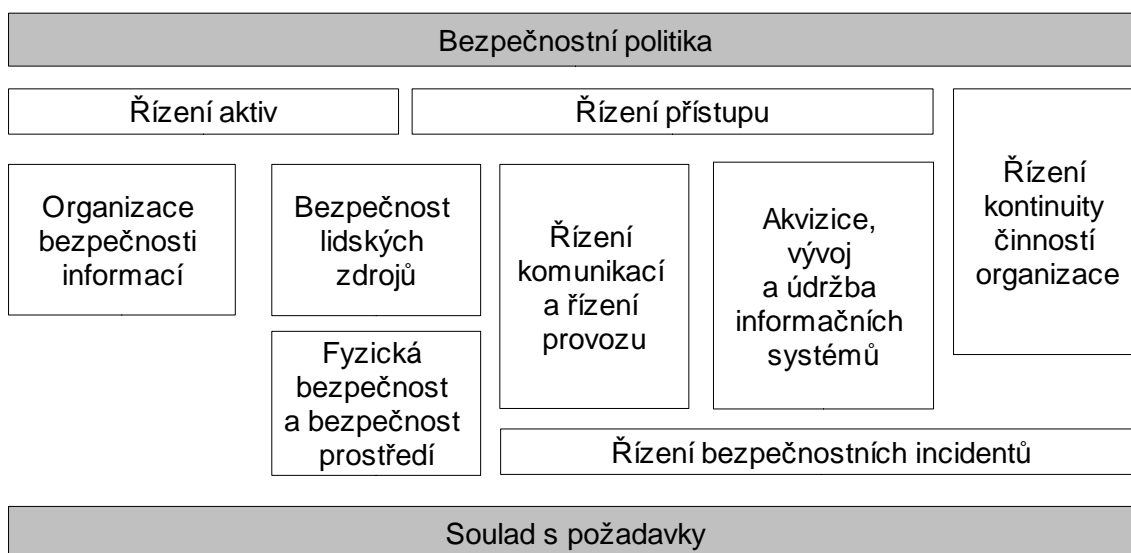 Bezpečnostní politika
Řízení aktiv
Řízení přístupu
Organizace
bezpečnosti
informací
Bezpečnost
lidských
zdrojů
Fyzická
bezpečnost
a bezpečnost
prostředí
Řízení
komunikací
a řízení
provozu
Akvizice,
vývoj
a údržba
informačních
systémů
Řízení
kontinuity
činností
organizace
Řízení bezpečnostních incidentů
Soulad s požadavky